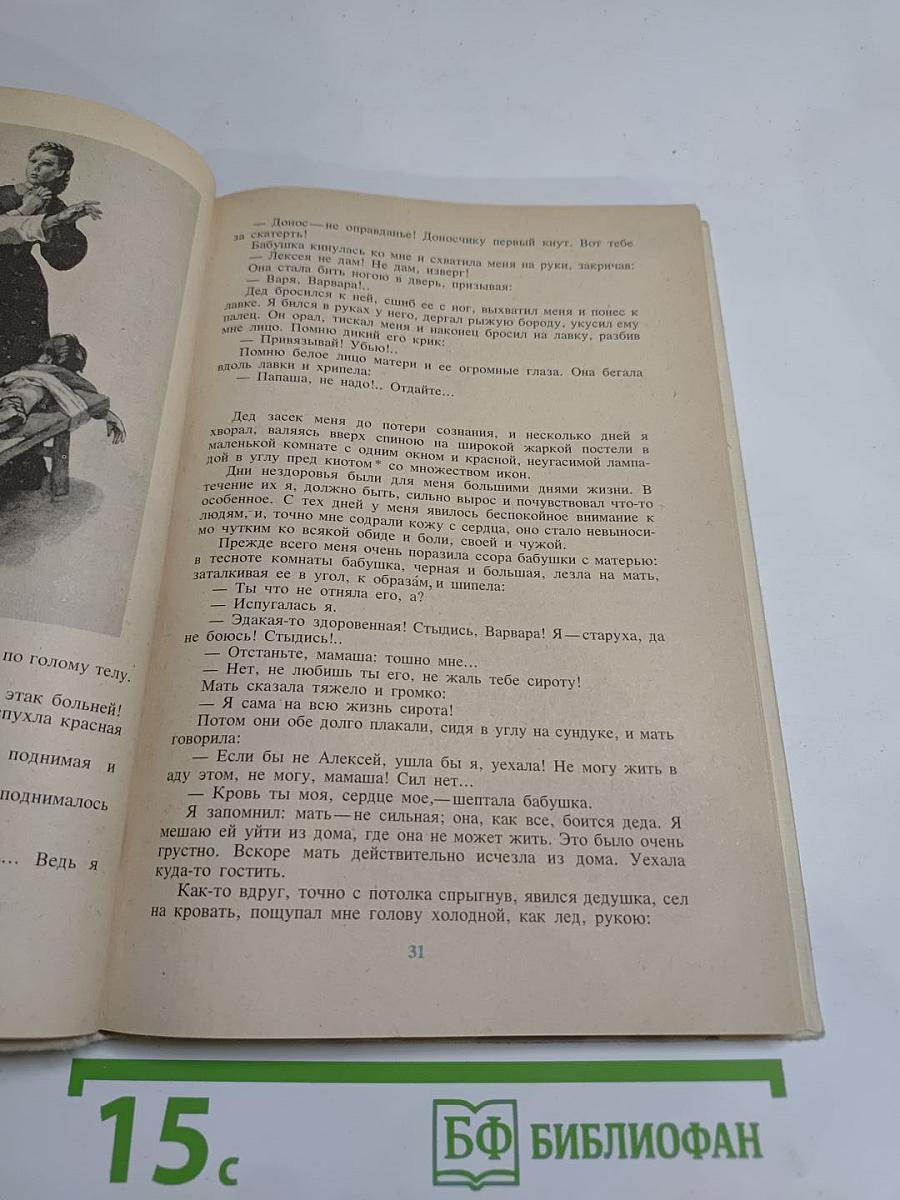 по голому телу.
этак больней!
спухла красная
поднимая и
поднималось
... Ведь я
— Донос—не оправданье! Доносчику первый кнут. Вот тебе
за скатерть!
Бабушка кинулась ко мне и схватила меня на руки, закричав:
— Лексея не дам! Не дам, изверг!
Она стала бить ногою в дверь, призывая:
— Варя, Варвара!..
Дед бросился к ней, сшиб ее с ног, выхватил меня и понес к
лавке. Я бился в руках у него, дергал рыжую бороду, укусил ему
палец. Он орал, тискал меня и наконец бросил на лавку, разбив
мне лицо. Помню дикий его крик:
— Привязывай! Убью!..
Помню белое лицо матери и ее огромные глаза. Она бегала
вдоль лавки и хрипела:
— Папаша, не надо!.. Отдайте...
Дед засек меня до потери сознания, и несколько дней я
хворал, валяясь вверх спиною на широкой жаркой постели в
маленькой комнате с одним окном и красной, неугасимой лампа-
дой в углу пред киотом* со множеством икон.
Дни нездоровья были для меня большими днями жизни. В
течение их я, должно быть, сильно вырос и почувствовал что-то
особенное. С тех дней у меня явилось беспокойное внимание к
людям, и, точно мне содрали кожу с сердца, оно стало невыноси-
мо чутким ко всякой обиде и боли, своей и чужой.
Прежде всего меня очень поразила ссора бабушки с матерью:
в тесноте комнаты бабушка, черная и большая, лезла на мать,
заталкивая ее в угол, к образа́м, и шипела:
— Ты что не отняла его, а?
— Испугалась я.
— Эдакая-то здоровенная! Стыдись, Варвара! Я—старуха, да
не боюсь! Стыдись!..
— Отстаньте, мамаша: тошно мне...
— Нет, не любишь ты его, не жаль тебе сироту!
Мать сказала тяжело и громко:
— Я сама на всю жизнь сирота!
Потом они обе долго плакали, сидя в углу на сундуке, и мать
говорила:
— Если бы не Алексей, ушла бы я, уехала! Не могу жить в
аду этом, не могу, мамаша! Сил нет...
— Кровь ты моя, сердце мое,—шептала бабушка.
Я запомнил: мать—не сильная; она, как все, боится деда. Я
мешаю ей уйти из дома, где она не может жить. Это было очень
грустно. Вскоре мать действительно исчезла из дома. Уехала
куда-то гостить.
Как-то вдруг, точно с потолка спрыгнув, явился дедушка, сел
на кровать, пощупал мне голову холодной, как лед, рукою:
31
15 с
БФ БИБЛИОФАН